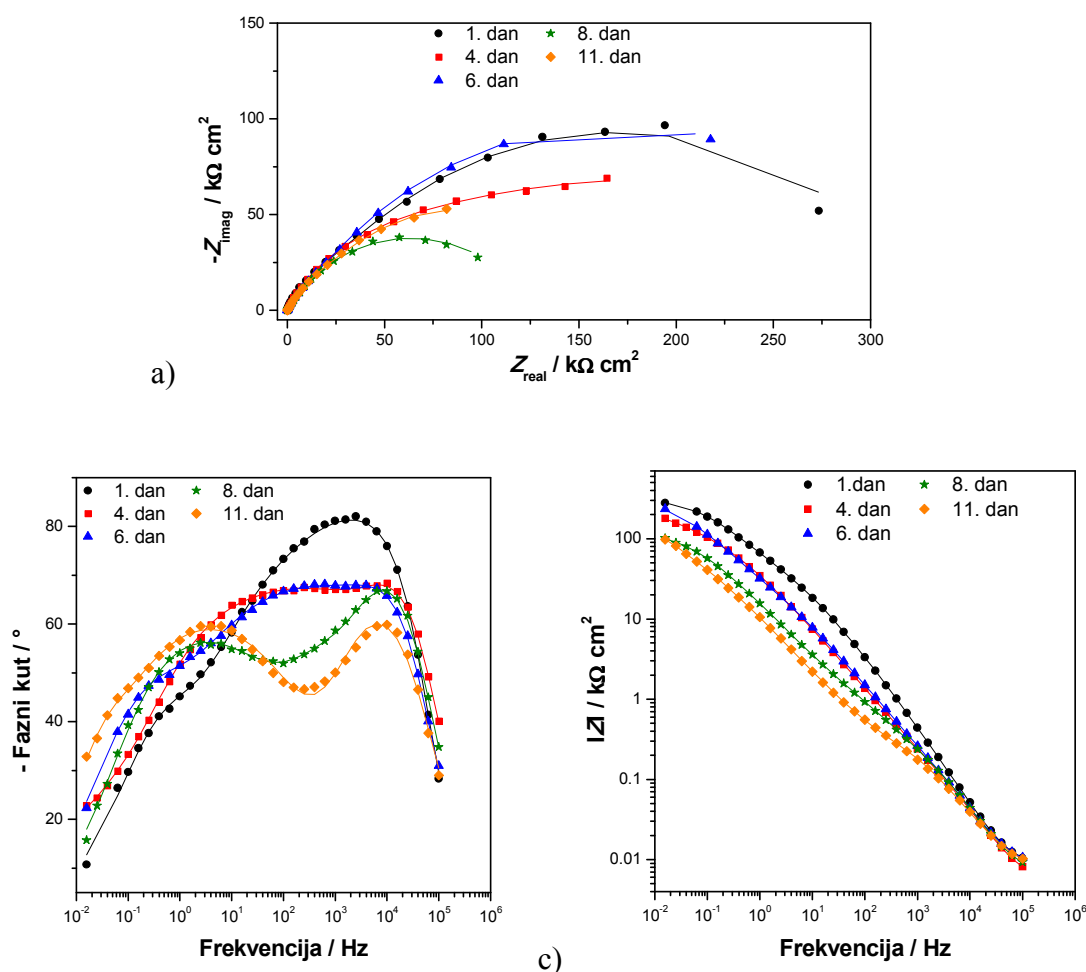 150
100
50
0
-Z_imag / kΩ cm²
1. dan
4. dan
6. dan
8. dan
11. dan
0 50 100 150 200 250 300
Z_real / kΩ cm²
a)
80
60
40
20
- Fazni kut / °
1. dan
4. dan
6. dan
8. dan
11. dan
10⁻² 10⁻¹ 10⁰ 10¹ 10² 10³ 10⁴ 10⁵ 10⁶
Frekvencija / Hz
c)
100
10
1
0.1
0.01
|Z| / kΩ cm²
1.dan
4. dan
6. dan
8. dan
11. dan
10⁻² 10⁻¹ 10⁰ 10¹ 10² 10³ 10⁴ 10⁵ 10⁶
Frekvencija / Hz